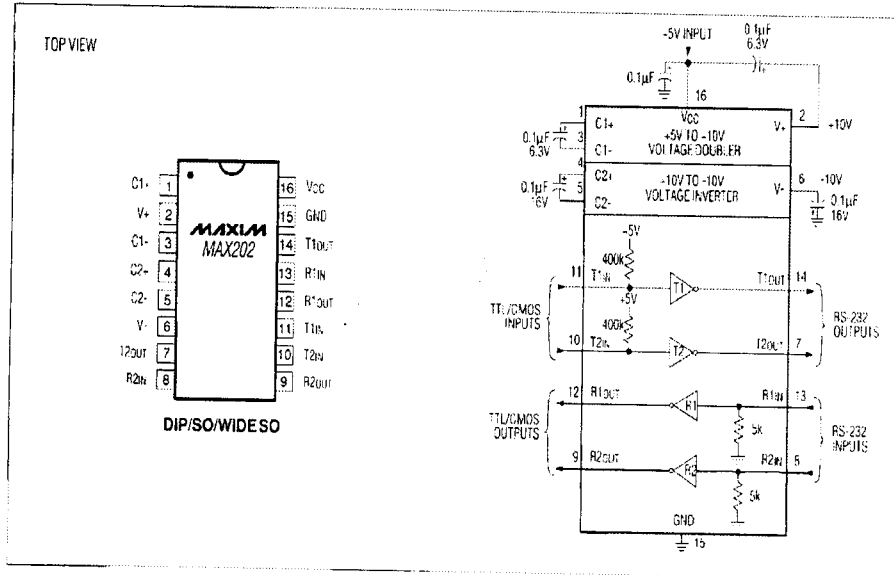 TOP VIEW
C1+ 1
V+ 2
C1- 3
C2+ 4
C2- 5
V- 6
T2OUT 7
R2IN 8
16 VCC
15 GND
14 T1OUT
13 R1IN
12 R1OUT
11 T1IN
10 T2IN
9 R2OUT
MAXIM
MAX202
DIP/SO/WIDE SO
-5V INPUT
0.1µF
6.3V
0.1µF
16
VCC
1
C1+
3
C1-
0.1µF
6.3V
+5V TO -10V
VOLTAGE DOUBLER
V+
2
+10V
4
C2+
5
C2-
0.1µF
16V
-10V TO -10V
VOLTAGE INVERTER
V-
6
-10V
0.1µF
16V
-5V
400k
11
T1IN
T1
T1OUT
14
+5V
400k
10
T2IN
T2
T2OUT
7
TTL/CMOS
INPUTS
RS-232
OUTPUTS
12
R1OUT
R1
R1IN
13
5k
9
R2OUT
R2
R2IN
5k
TTL/CMOS
OUTPUTS
RS-232
INPUTS
GND
15